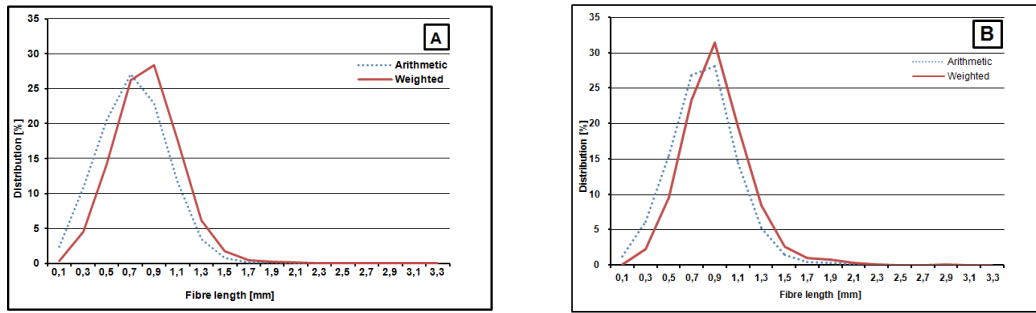 35
30
25
20
15
10
5
0
Distribution [%]
A
Arithmetic
Weighted
0,1 0,3 0,5 0,7 0,9 1,1 1,3 1,5 1,7 1,9 2,1 2,3 2,5 2,7 2,9 3,1 3,3
Fibre length [mm]
35
30
25
20
15
10
5
0
Distribution [%]
B
Arithmetic
Weighted
0,1 0,3 0,5 0,7 0,9 1,1 1,3 1,5 1,7 1,9 2,1 2,3 2,5 2,7 2,9 3,1 3,3
Fibre length [mm]